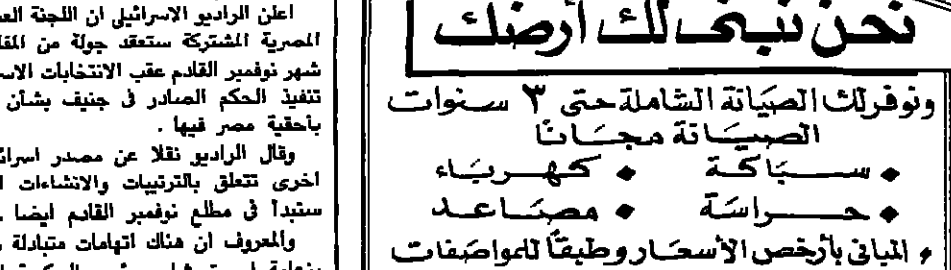 نحن نبنى لك أرضك
ونوفر لك الصيانة الشاملة حتى ٣ سنوات
الصيانة مجانا
♦ سباكة ♦ كهرباء
♦ حراسة ♦ مصاعد
♦ المبانى بأرخص الأسعار وطبقاً للمواصفات
اعلن الراديو الاسرائيلى ان اللجنة
المصرية المشتركة ستعقد جولة من
شهر نوفمبر القادم عقب الانتخابات
تنفيذ الحكم الصادر فى جنيف بشأن
بأحقية مصر فيها .
وقال الراديو نقلا عن مصدر
اخرى تتعلق بالترتيبات والانشاءات
ستبدأ فى مطلع نوفمبر القادم ايضا .
والمعروف ان هناك اتهامات متبادلة